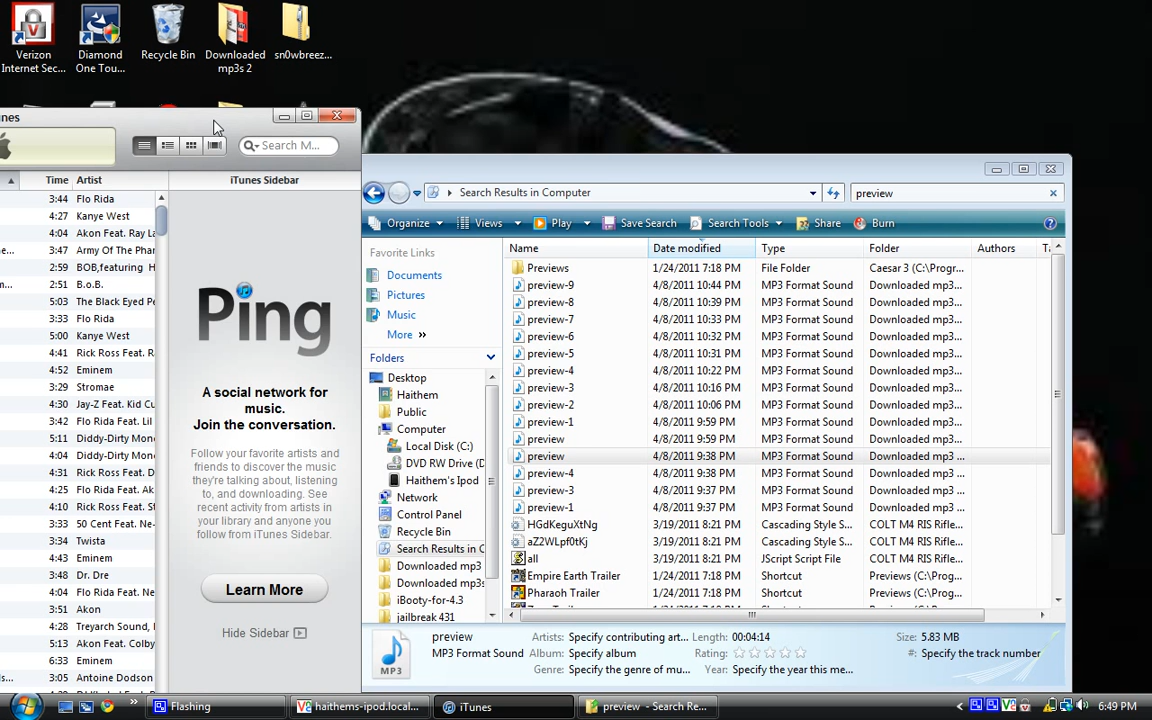 Verizon
Internet Sec...
Diamond
One Tou...
Recycle Bin
Downloaded
mp3s 2
sn0wbreez...
Search M...
Time Artist
iTunes Sidebar
3:44 Flo Rida
4:27 Kanye West
4:04 Akon Feat. Ray La
3:47 Army Of The Phar
2:59 BOB,featuring H
2:51 B.o.B.
5:03 The Black Eyed Pe
3:33 Flo Rida
5:00 Kanye West
4:41 Rick Ross Feat. R
4:52 Eminem
3:29 Stromae
4:30 Jay-Z Feat. Kid Cu
3:42 Flo Rida Feat. Lil
5:11 Diddy-Dirty Mone
4:04 Diddy-Dirty Mone
4:31 Rick Ross Feat. D
4:25 Flo Rida Feat. Ak
4:10 Flo Rida Feat. Ne
3:33 50 Cent Feat. Ne-
3:34 Twista
4:43 Eminem
3:48 Dr. Dre
4:04 Flo Rida Feat. Ne
3:51 Akon
4:28 Treyarch Sound,
5:13 Akon Feat. Colby
6:33 Eminem
3:05 Antoine Dodson
Ping
A social network for
music.
Join the conversation.
Follow your favorite artists and
friends to discover the music
they're talking about, listening
to, and downloading. See
recent activity from artists in
your library and anyone you
follow from iTunes Sidebar.
Learn More
Hide Sidebar
Search Results in Computer
preview
Organize Views Play Save Search Search Tools Share Burn
Favorite Links
Documents
Pictures
Music
More »
Folders
Desktop
Haithem
Public
Computer
Local Disk (C:)
DVD RW Drive (D
Haithem's Ipod
Network
Control Panel
Recycle Bin
Search Results in C
Downloaded mp3
Downloaded mp3s
iBooty-for-4.3
jailbreak 431
Name Date modified Type Folder Authors
Previews 1/24/2011 7:18 PM File Folder Caesar 3 (C:\Progr...
preview-9 4/8/2011 10:44 PM MP3 Format Sound Downloaded mp3...
preview-8 4/8/2011 10:39 PM MP3 Format Sound Downloaded mp3...
preview-7 4/8/2011 10:33 PM MP3 Format Sound Downloaded mp3...
preview-6 4/8/2011 10:32 PM MP3 Format Sound Downloaded mp3...
preview-5 4/8/2011 10:31 PM MP3 Format Sound Downloaded mp3...
preview-4 4/8/2011 10:22 PM MP3 Format Sound Downloaded mp3...
preview-3 4/8/2011 10:16 PM MP3 Format Sound Downloaded mp3...
preview-2 4/8/2011 10:06 PM MP3 Format Sound Downloaded mp3...
preview-1 4/8/2011 9:59 PM MP3 Format Sound Downloaded mp3...
preview 4/8/2011 9:59 PM MP3 Format Sound Downloaded mp3...
preview 4/8/2011 9:38 PM MP3 Format Sound Downloaded mp3 ...
preview-4 4/8/2011 9:38 PM MP3 Format Sound Downloaded mp3 ...
preview-3 4/8/2011 9:37 PM MP3 Format Sound Downloaded mp3 ...
preview-1 4/8/2011 9:37 PM MP3 Format Sound Downloaded mp3 ...
HGdKeguXtNg 3/19/2011 8:21 PM Cascading Style S... COLT M4 RIS Rifle...
aZ2WLpf0tKj 3/19/2011 8:21 PM Cascading Style S... COLT M4 RIS Rifle...
all 3/19/2011 8:21 PM JScript Script File COLT M4 RIS Rifle...
Empire Earth Trailer 1/24/2011 7:18 PM Shortcut Previews (C:\Prog...
Pharaoh Trailer 1/24/2011 7:18 PM Shortcut Previews (C:\Prog...
preview Artists: Specify contributing art... Length: 00:04:14 Size: 5.83 MB
MP3 Format Sound Album: Specify album Rating: #: Specify the track number
Genre: Specify the genre of mu... Year: Specify the year this me...
MP3
Flashing haithems-ipod.local... iTunes preview - Search Re... 6:49 PM